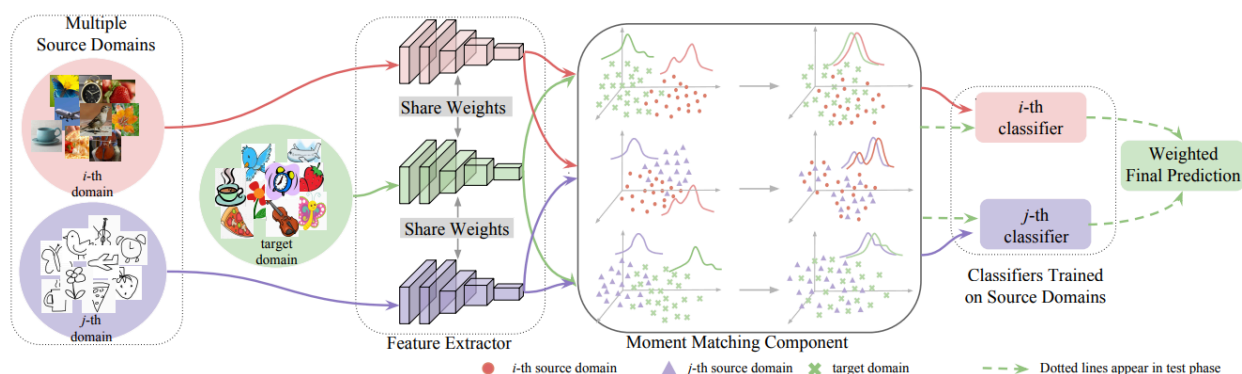 Multiple
Source Domains
i-th
domain
target
domain
j-th
domain
Share Weights
Share Weights
Feature Extractor
Moment Matching Component
i-th
classifier
j-th
classifier
Classifiers Trained
on Source Domains
Weighted
Final Prediction
i-th source domain
j-th source domain
target domain
Dotted lines appear in test phase